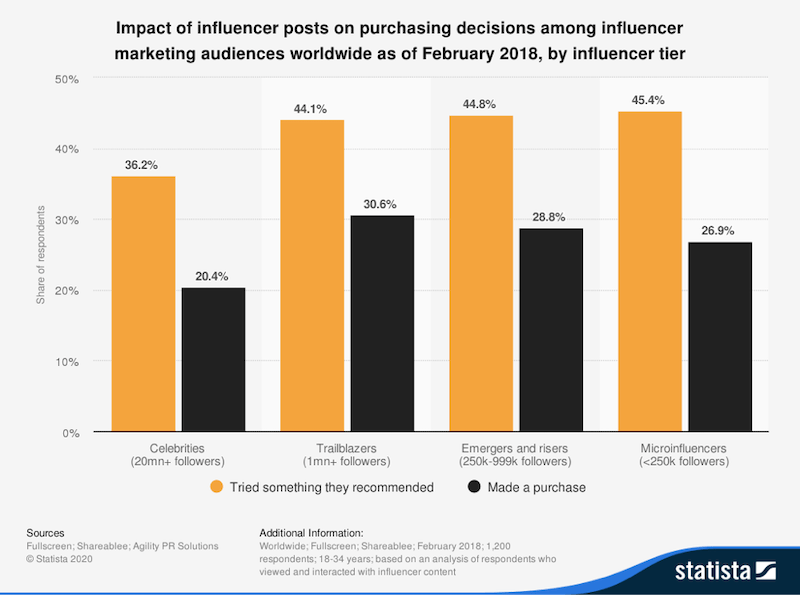 Impact of influencer posts on purchasing decisions among influencer
marketing audiences worldwide as of February 2018, by influencer tier
50%
40%
30%
20%
10%
0%
Share of respondents
36.2%
20.4%
44.1%
30.6%
44.8%
28.8%
45.4%
26.9%
Celebrities
(20mn+ followers)
Trailblazers
(1mn+ followers)
Emergers and risers
(250k-999k followers)
Microinfluencers
(<250k followers)
Tried something they recommended
Made a purchase
Sources
Fullscreen; Shareablee; Agility PR Solutions
© Statista 2020
Additional Information:
Worldwide; Fullscreen; Shareablee; February 2018; 1,200
respondents; 18-34 years; based on an analysis of respondents who
viewed and interacted with influencer content
statista